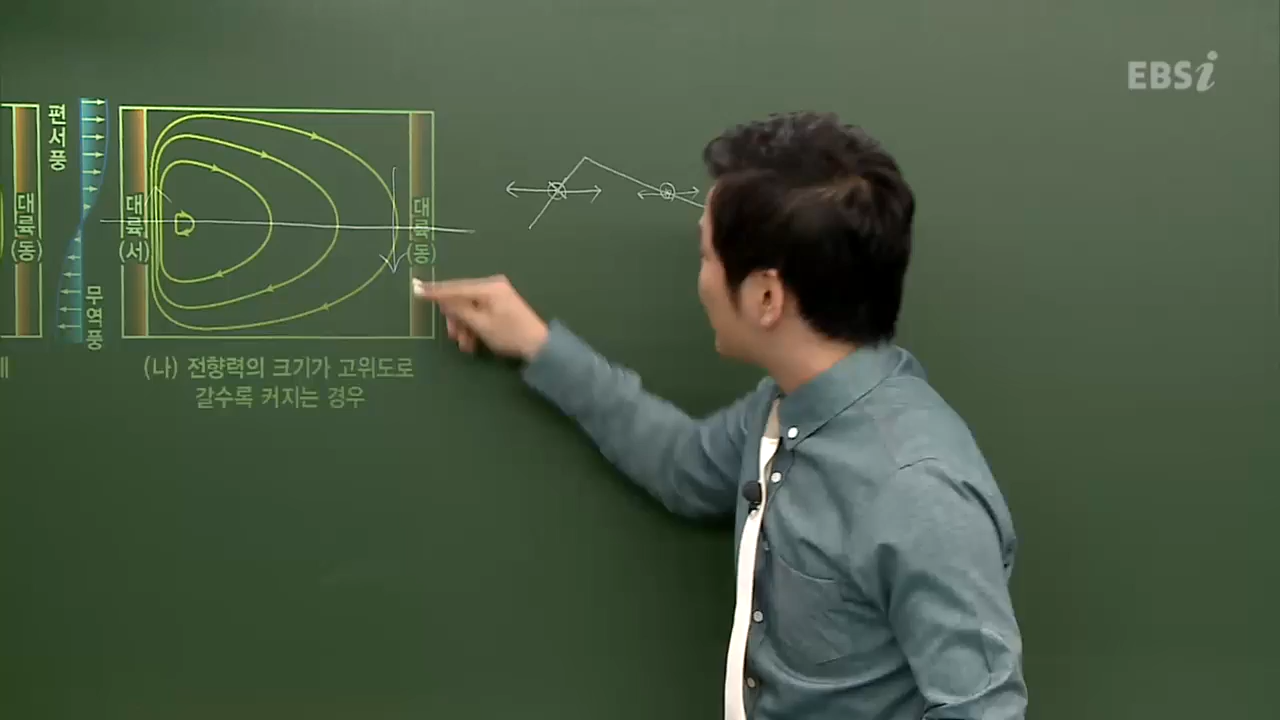 EBSi
편서풍
무역풍
(동)
대륙
대륙
(서)
대륙
(동)
(나) 전향력의 크기가 고위도로
갈수록 커지는 경우